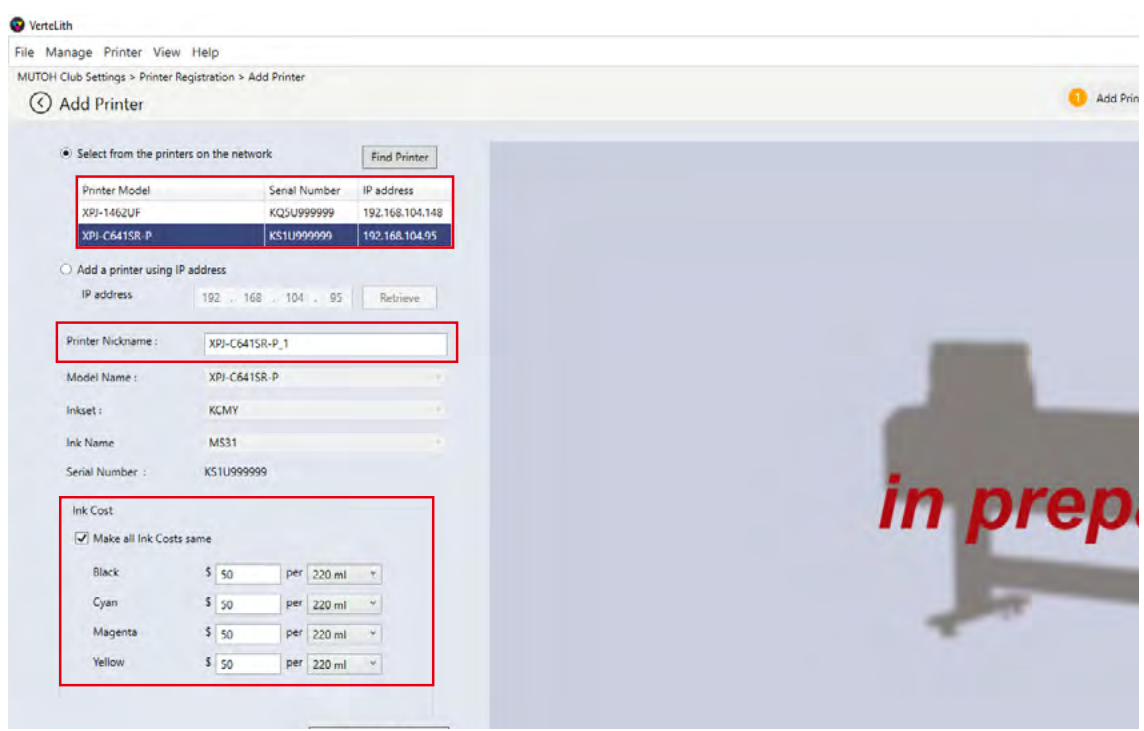 VerteLith
File Manage Printer View Help
MUTOH Club Settings > Printer Registration > Add Printer
Add Printer
1 Add Prin
Select from the printers on the network Find Printer
Printer Model Serial Number IP address
XPJ-1462UF KQ5U999999 192.168.104.148
XPJ-C641SR-P KS1U999999 192.168.104.95
Add a printer using IP address
IP address 192 . 168 . 104 . 95 Retrieve
Printer Nickname : XPJ-C641SR-P_1
Model Name : XPJ-C641SR-P
Inkset : KCMY
Ink Name MS31
Serial Number : KS1U999999
Ink Cost
Make all Ink Costs same
Black $ 50 per 220 ml
Cyan $ 50 per 220 ml
Magenta $ 50 per 220 ml
Yellow $ 50 per 220 ml
in prepa